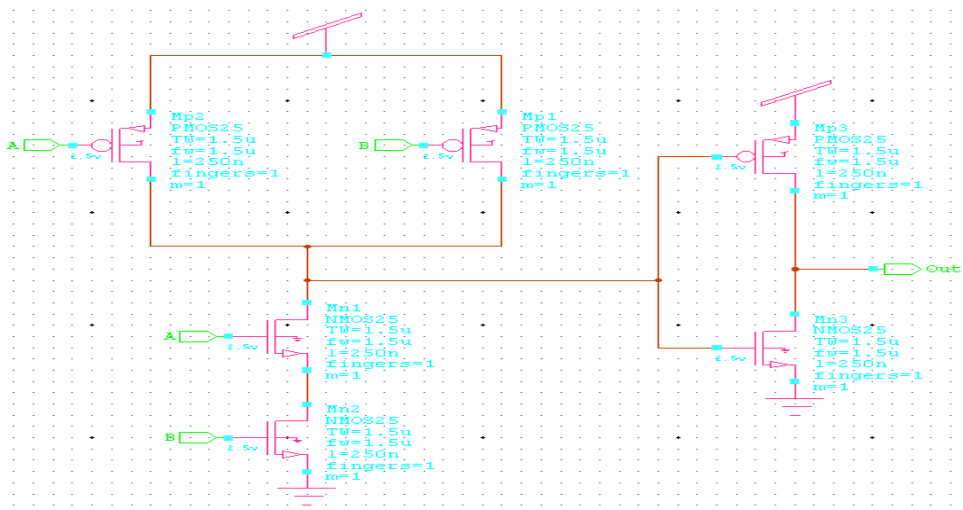 A
2.5v
Mp2
PMOS25
TW=1.5u
fw=1.5u
l=250n
fingers=1
m=1
B
2.5v
Mp1
PMOS25
TW=1.5u
fw=1.5u
l=250n
fingers=1
m=1
2.5v
Mp3
PMOS25
TW=1.5u
fw=1.5u
l=250n
fingers=1
m=1
Out
A
2.5v
Mn1
NMOS25
TW=1.5u
fw=1.5u
l=250n
fingers=1
m=1
2.5v
Mn3
NMOS25
TW=1.5u
fw=1.5u
l=250n
fingers=1
m=1
B
2.5v
Mn2
NMOS25
TW=1.5u
fw=1.5u
l=250n
fingers=1
m=1